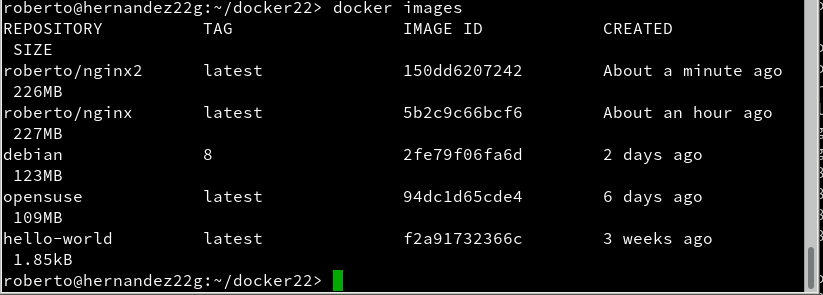 roberto@hernandez22g:~/docker22> docker images
REPOSITORY TAG IMAGE ID CREATED
SIZE
roberto/nginx2 latest 150dd6207242 About a minute ago
226MB
roberto/nginx latest 5b2c9c66bcf6 About an hour ago
227MB
debian 8 2fe79f06fa6d 2 days ago
123MB
opensuse latest 94dc1d65cde4 6 days ago
109MB
hello-world latest f2a91732366c 3 weeks ago
1.85kB
roberto@hernandez22g:~/docker22>